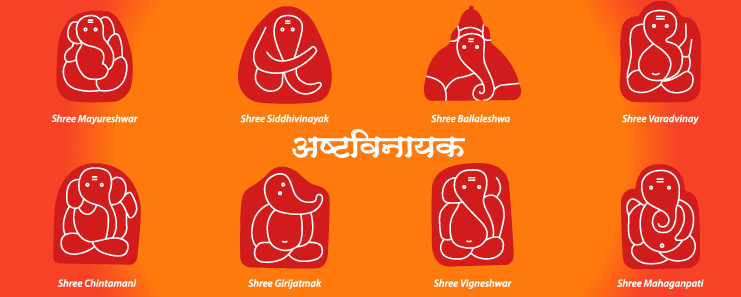 Shree Mayureshwar
Shree Siddhivinayak
Shree Ballaleshwa
Shree Varadvinay
अष्टविनायक
Shree Chintamani
Shree Girijatmak
Shree Vigneshwar
Shree Mahaganpati